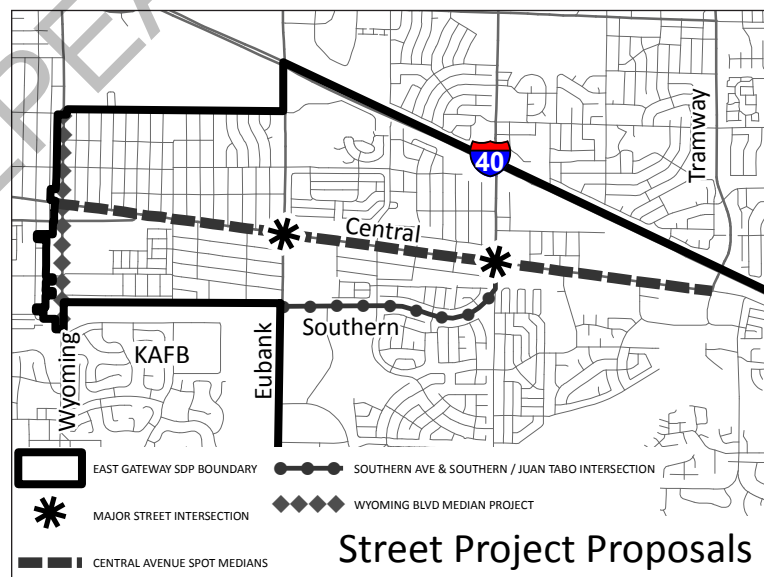 40
Tramway
Central
Southern
Eubank
Wyoming
KAFB
EAST GATEWAY SDP BOUNDARY
SOUTHERN AVE & SOUTHERN / JUAN TABO INTERSECTION
MAJOR STREET INTERSECTION
WYOMING BLVD MEDIAN PROJECT
CENTRAL AVENUE SPOT MEDIANS
Street Project Proposals